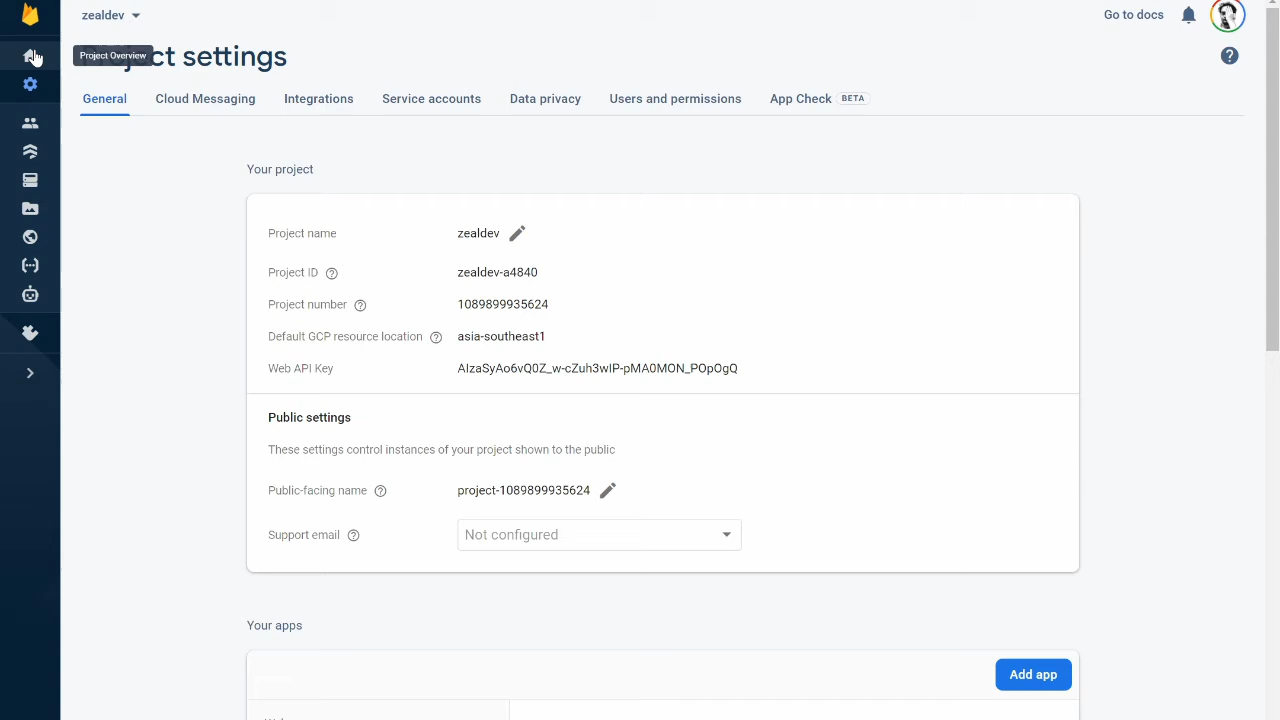 zealdev
Go to docs
Project Overview
Project settings
General
Cloud Messaging
Integrations
Service accounts
Data privacy
Users and permissions
App Check BETA
Your project
Project name
zealdev
Project ID
zealdev-a4840
Project number
1089899935624
Default GCP resource location
asia-southeast1
Web API Key
AIzaSyAo6vQ0Z_w-cZuh3wIP-pMA0MON_POpOgQ
Public settings
These settings control instances of your project shown to the public
Public-facing name
project-1089899935624
Support email
Not configured
Your apps
Add app